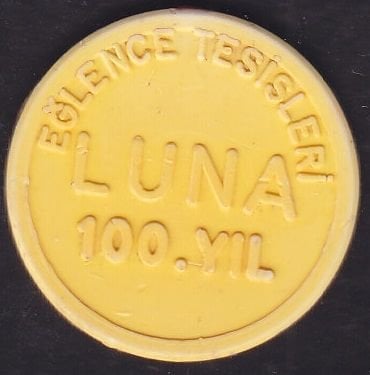 EĞLENCE TESİSLERİ
LUNA
100.YIL